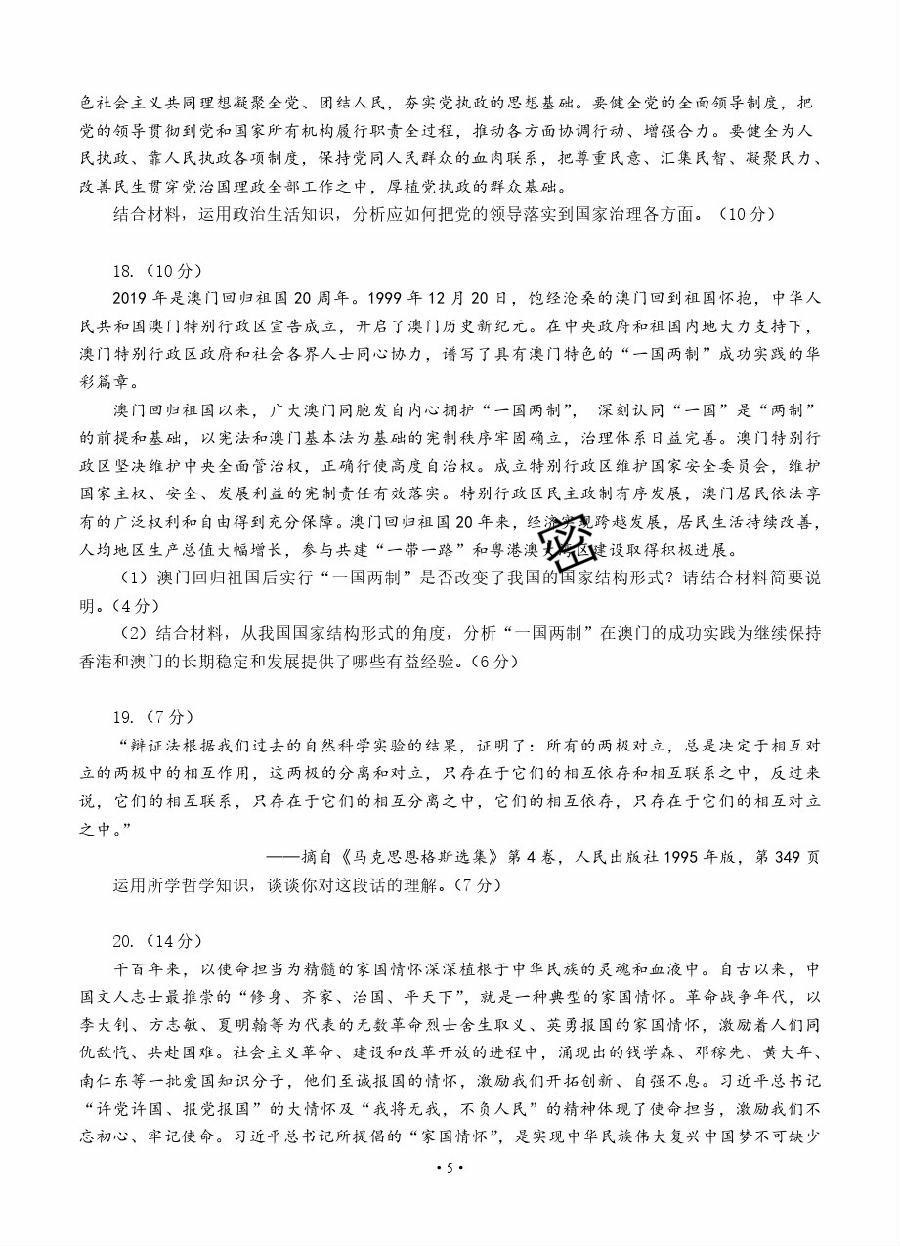 色社会主义共同理想凝聚全党、团结人民，夯实党执政的思想基础。要健全党的全面领导制度，把
党的领导贯彻到党和国家所有机构履行职责全过程，推动各方面协调行动、增强合力。要健全为人
民执政、靠人民执政各项制度，保持党同人民群众的血肉联系，把尊重民意、汇集民智、凝聚民力、
改善民生贯穿党治国理政全部工作之中，厚植党执政的群众基础。
结合材料，运用政治生活知识，分析应如何把党的领导落实到国家治理各方面。（10分）
18.（10分）
2019年是澳门回归祖国20周年。1999年12月20日，饱经沧桑的澳门回到祖国怀抱，中华人
民共和国澳门特别行政区宣告成立，开启了澳门历史新纪元。在中央政府和祖国内地大力支持下，
澳门特别行政区政府和社会各界人士同心协力，谱写了具有澳门特色的“一国两制”成功实践的华
彩篇章。
澳门回归祖国以来，广大澳门同胞发自内心拥护“一国两制”， 深刻认同“一国”是“两制”
的前提和基础，以宪法和澳门基本法为基础的宪制秩序牢固确立，治理体系日益完善。澳门特别行
政区坚决维护中央全面管治权，正确行使高度自治权。成立特别行政区维护国家安全委员会，维护
国家主权、安全、发展利益的宪制责任有效落实。特别行政区民主政制有序发展，澳门居民依法享
有的广泛权利和自由得到充分保障。澳门回归祖国20年来，经济实现跨越发展，居民生活持续改善，
人均地区生产总值大幅增长，参与共建“一带一路”和粤港澳大湾区建设取得积极进展。
密
（1）澳门回归祖国后实行“一国两制”是否改变了我国的国家结构形式？请结合材料简要说
明。（4分）
（2）结合材料，从我国国家结构形式的角度，分析“一国两制”在澳门的成功实践为继续保持
香港和澳门的长期稳定和发展提供了哪些有益经验。（6分）
19.（7分）
“辩证法根据我们过去的自然科学实验的结果，证明了：所有的两极对立，总是决定于相互对
立的两极中的相互作用，这两极的分离和对立，只存在于它们的相互依存和相互联系之中，反过来
说，它们的相互联系，只存在于它们的相互分离之中，它们的相互依存，只存在于它们的相互对立
之中。”
——摘自《马克思恩格斯选集》第4卷，人民出版社1995年版，第349页
运用所学哲学知识，谈谈你对这段话的理解。（7分）
20.（14分）
千百年来，以使命担当为精髓的家国情怀深深植根于中华民族的灵魂和血液中。自古以来，中
国文人志士最推崇的“修身、齐家、治国、平天下”，就是一种典型的家国情怀。革命战争年代，以
李大钊、方志敏、夏明翰等为代表的无数革命烈士舍生取义、英勇报国的家国情怀，激励着人们同
仇敌忾、共赴国难。社会主义革命、建设和改革开放的进程中，涌现出的钱学森、邓稼先、黄大年、
南仁东等一批爱国知识分子，他们至诚报国的情怀，激励我们开拓创新、自强不息。习近平总书记
“许党许国、报党报国”的大情怀及“我将无我，不负人民”的精神体现了使命担当，激励我们不
忘初心、牢记使命。习近平总书记所提倡的“家国情怀”，是实现中华民族伟大复兴中国梦不可缺少
·5·